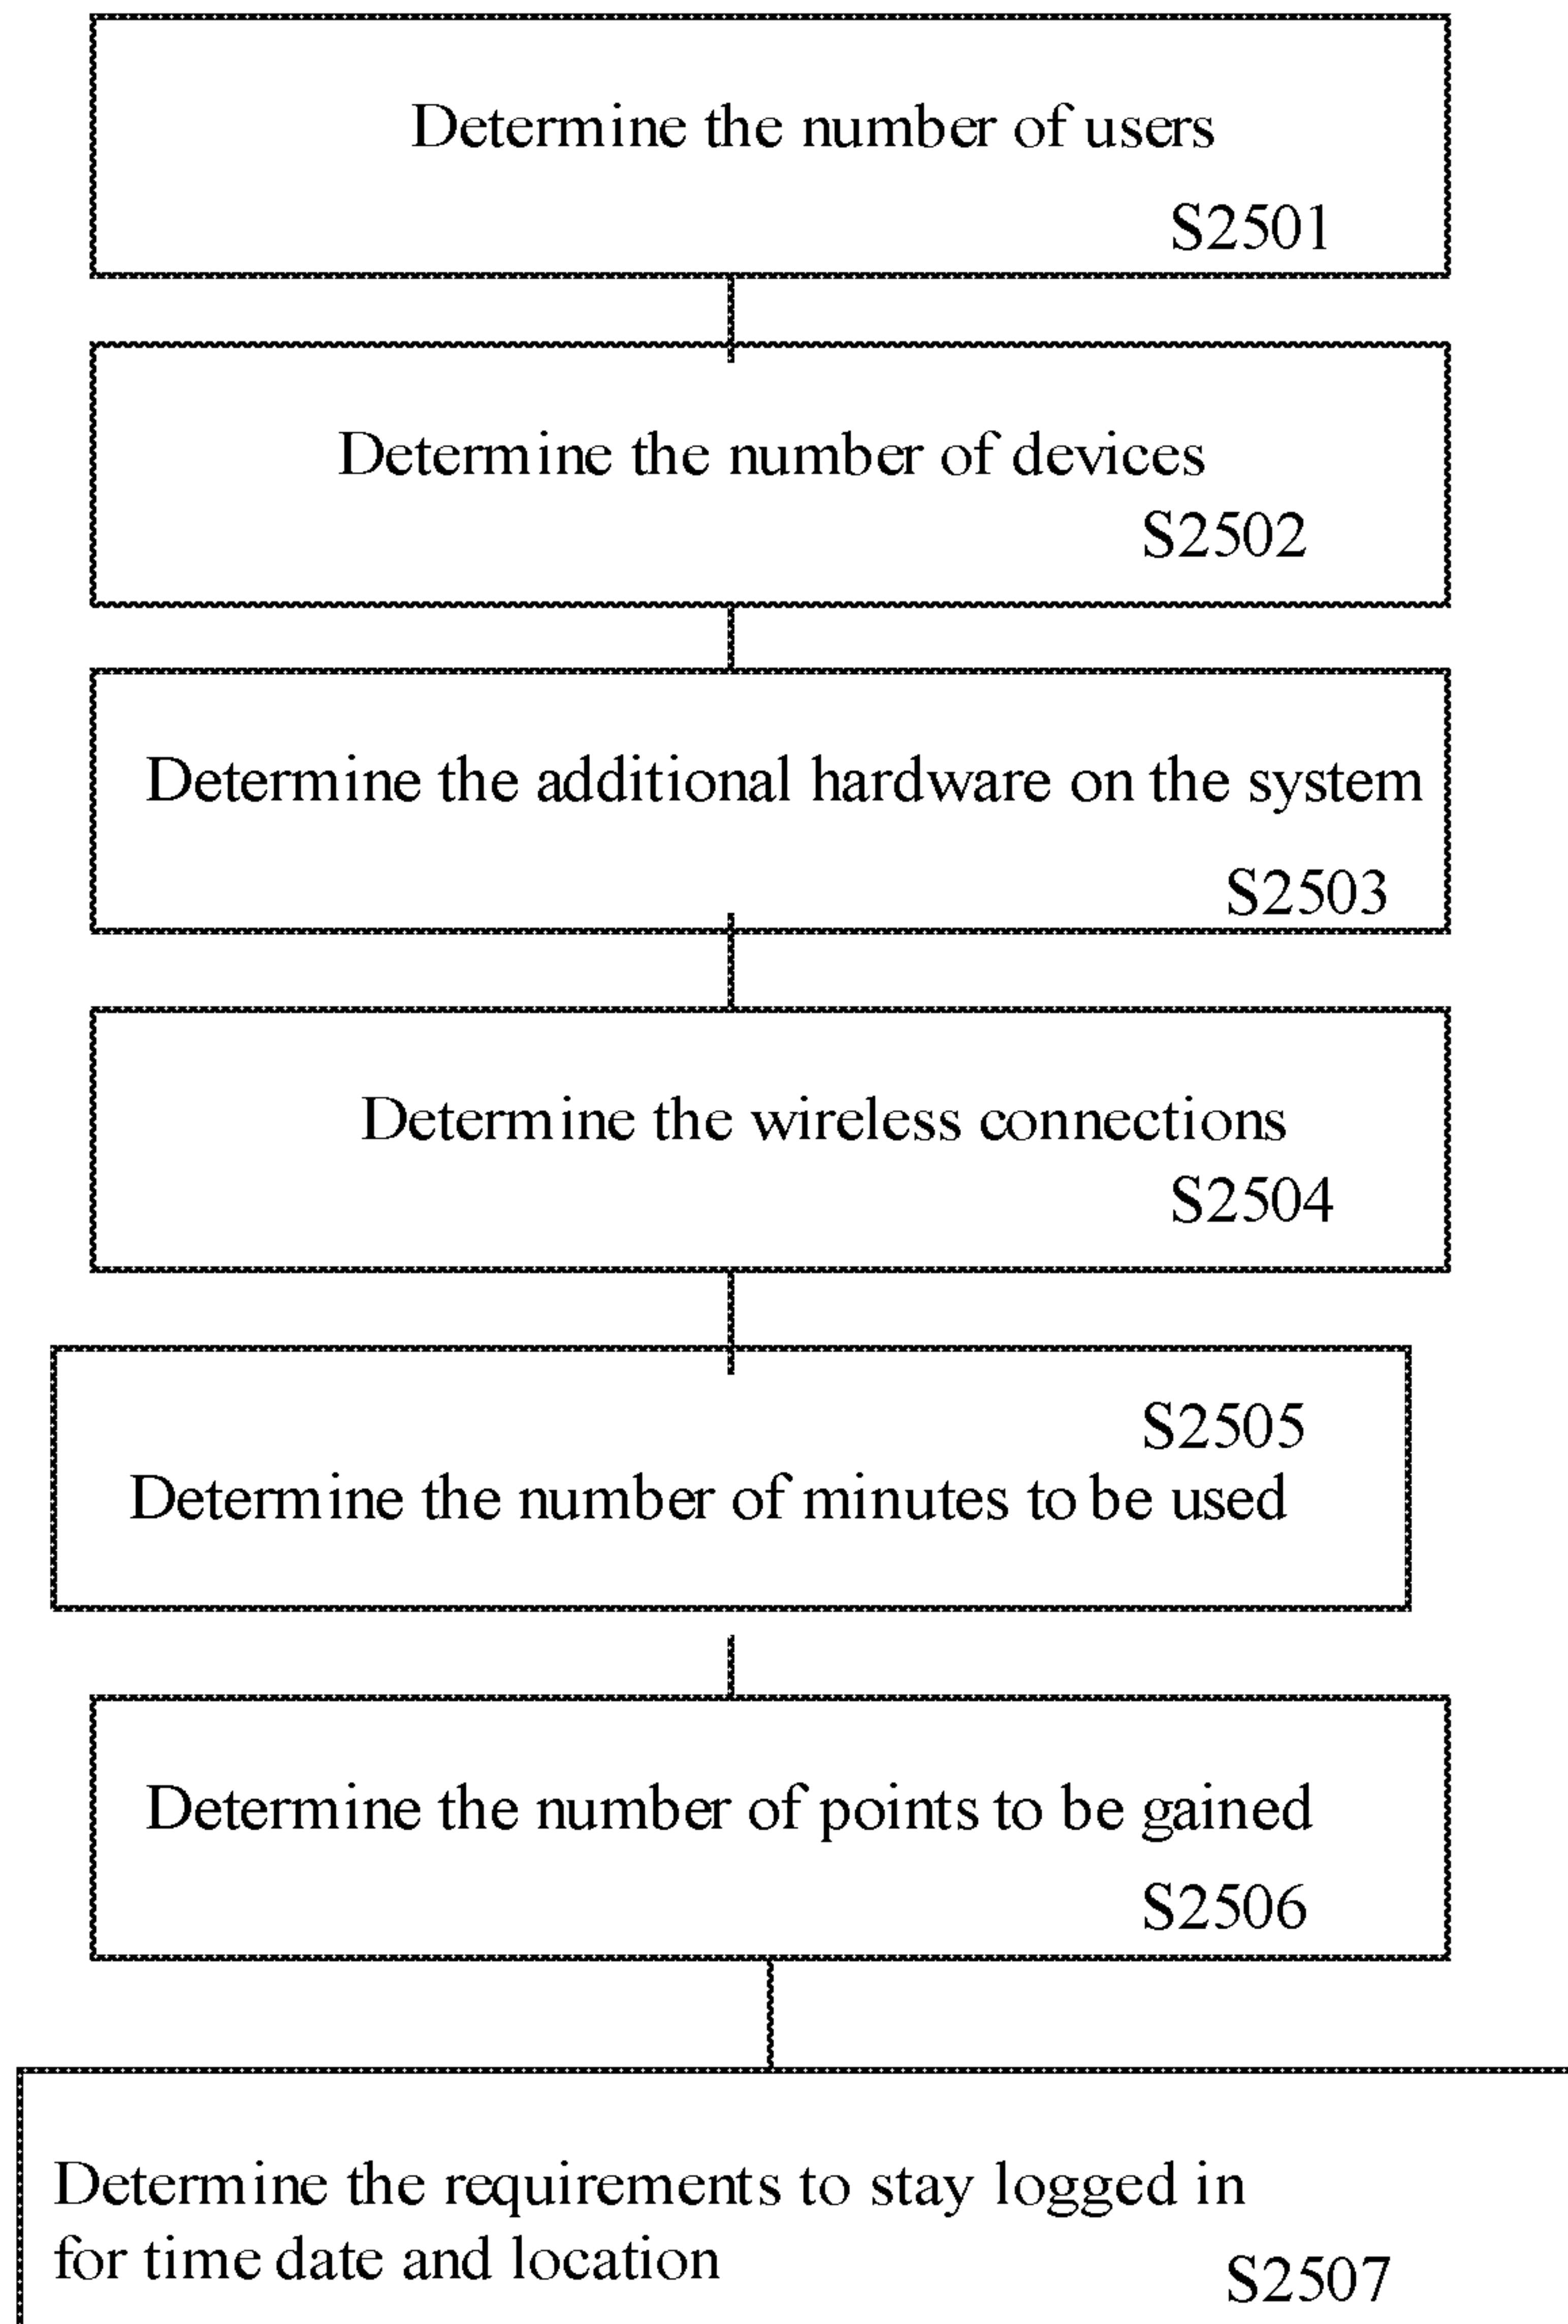 Determine the number of users
S2501
Determine the number of devices
S2502
Determine the additional hardware on the system
S2503
Determine the wireless connections
S2504
S2505
Determine the number of minutes to be used
Determine the number of points to be gained
S2506
Determine the requirements to stay logged in
for time date and location
S2507